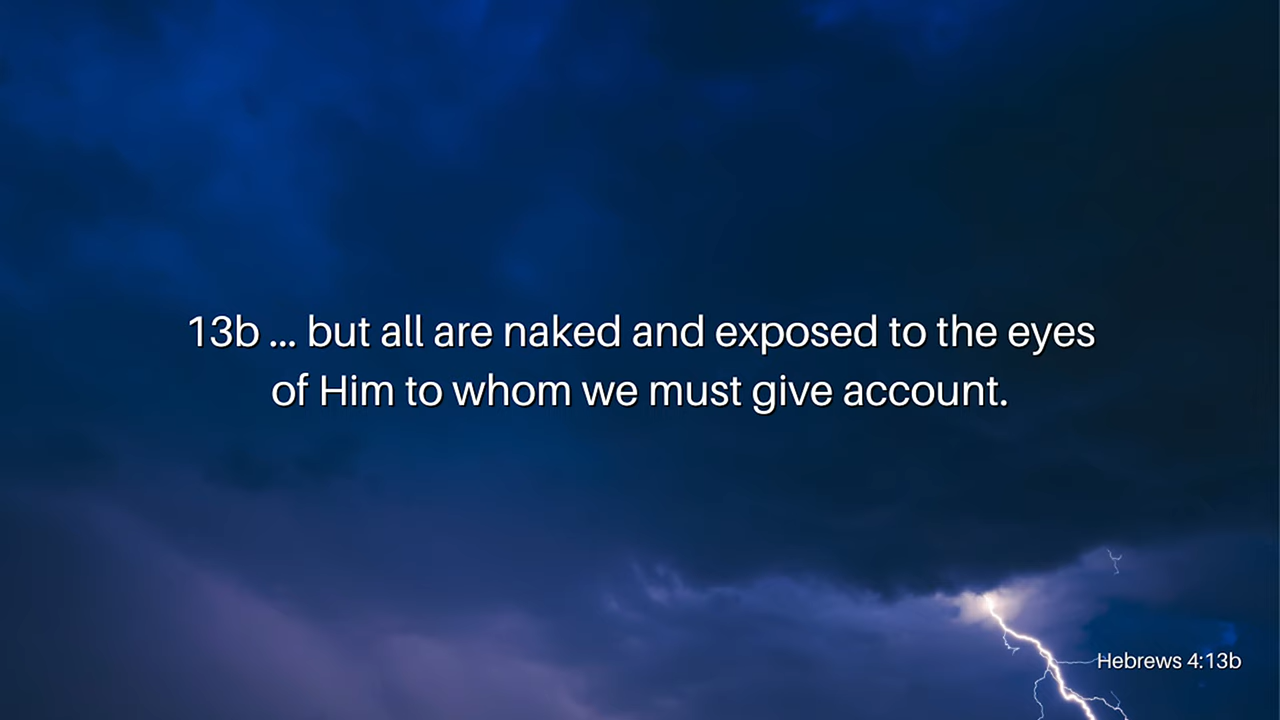 13b ... but all are naked and exposed to the eyes
of Him to whom we must give account.
Hebrews 4:13b